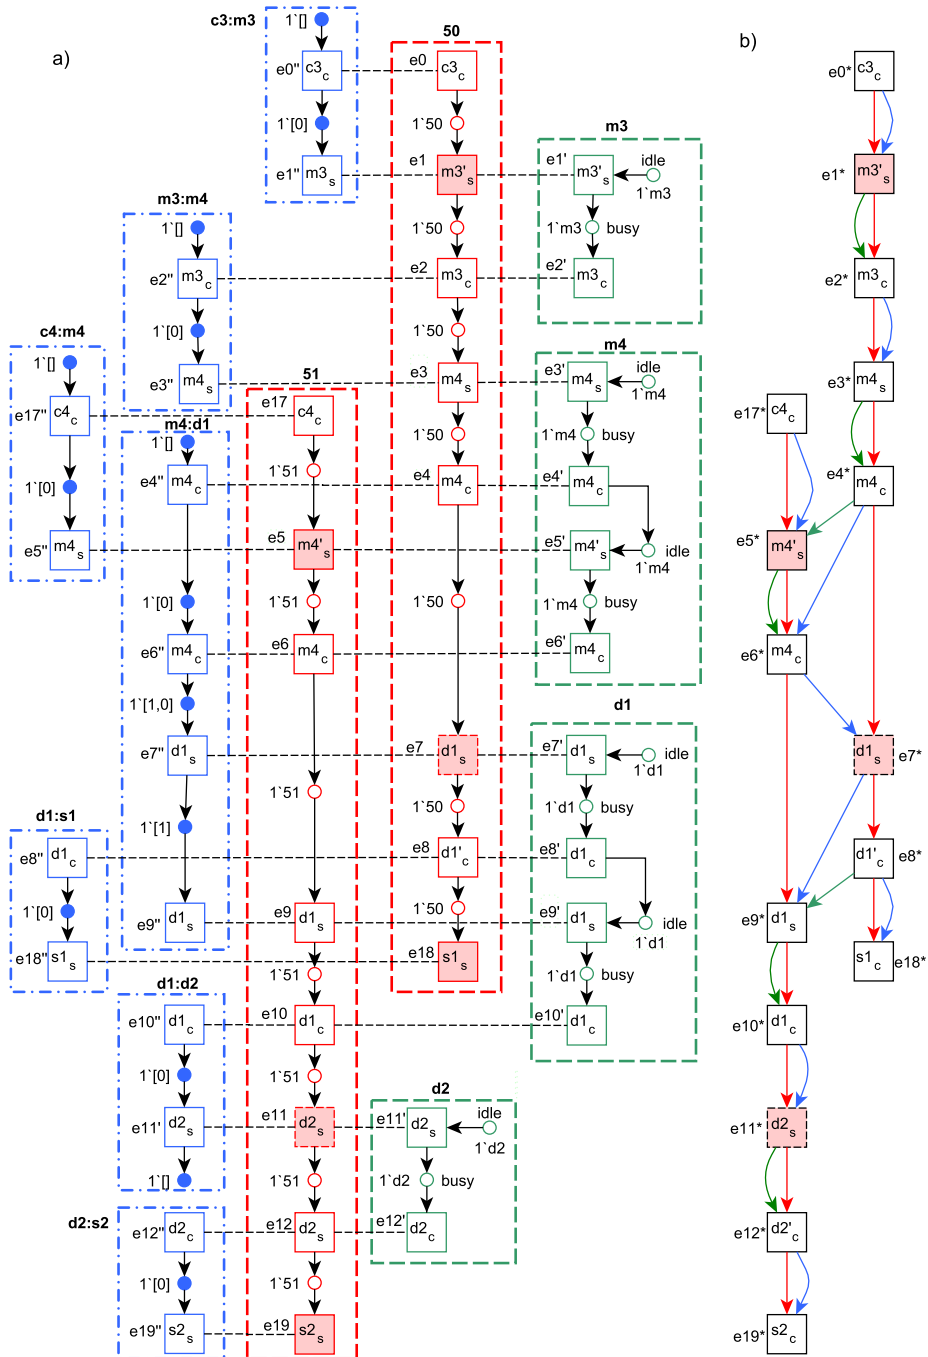 a)
c3:m3
1`[]
e0"
c3c
1`[0]
e1"
m3s
50
e0
c3c
1`50
e1
m3's
1`50
e2
m3c
1`50
e3
m4s
1`50
e4
m4c
1`50
e7
d1s
1`50
e8
d1'c
1`50
e18
s1s
m3
e1'
m3's
idle
1`m3
1`m3
busy
e2'
m3c
m3:m4
1`[]
e2"
m3c
1`[0]
e3"
m4s
c4:m4
1`[]
e17"
c4c
1`[0]
e5"
m4s
m4
e3'
m4s
idle
1`m4
1`m4
busy
e4'
m4c
e5'
m4's
idle
1`m4
1`m4
busy
e6'
m4c
51
e17
c4c
1`51
e5
m4's
1`51
e6
m4c
1`51
e9
d1s
1`51
e10
d1c
1`51
e11
d2s
1`51
e12
d2s
1`51
e19
s2s
m4:d1
1`[]
e4"
m4c
1`[0]
e6"
m4c
1`[1,0]
e7"
d1s
1`[1]
e9"
d1s
d1
e7'
d1s
idle
1`d1
1`d1
busy
e8'
d1c
e9'
d1s
idle
1`d1
1`d1
busy
e10'
d1c
d1:s1
e8"
d1c
1`[0]
e18"
s1s
d1:d2
e10"
d1c
1`[0]
e11'
d2s
1`[]
d2
e11'
d2s
idle
1`d2
1`d2
busy
e12'
d2c
d2:s2
e12"
d2c
1`[0]
e19"
s2s
b)
e0*
c3c
e1*
m3's
e2*
m3c
e3*
m4s
e17*
c4c
e4*
m4c
e5*
m4's
e6*
m4c
d1s
e7*
d1'c
e8*
e9*
d1s
s1c
e18*
e10*
d1c
e11*
d2s
e12*
d2'c
e19*
s2c